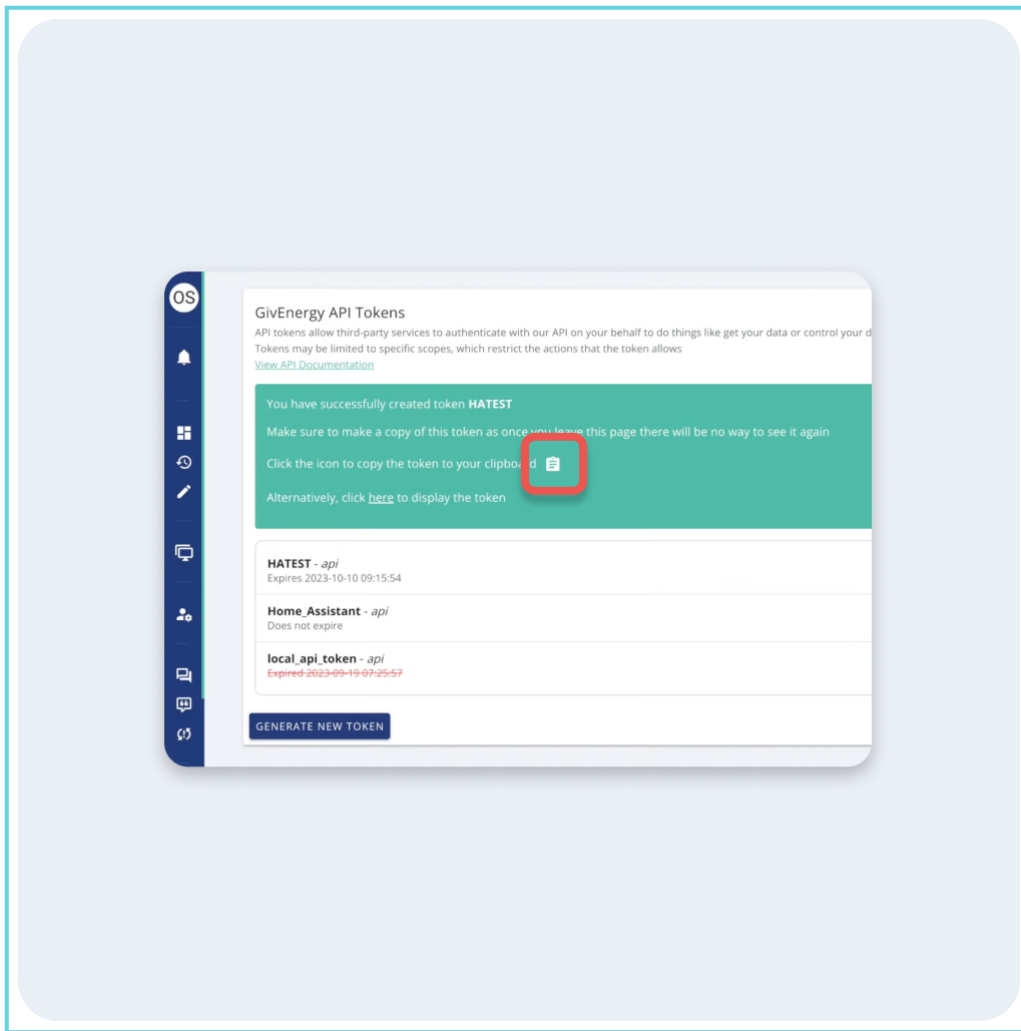 OS
GivEnergy API Tokens
API tokens allow third-party services to authenticate with our API on your behalf to do things like get your data or control your d
Tokens may be limited to specific scopes, which restrict the actions that the token allows
View API Documentation
You have successfully created token HATEST
Make sure to make a copy of this token as once you leave this page there will be no way to see it again
Click the icon to copy the token to your clipboard
Alternatively, click here to display the token
HATEST - api
Expires 2023-10-10 09:15:54
Home_Assistant - api
Does not expire
local_api_token - api
Expired 2023-09-19 07:25:57
GENERATE NEW TOKEN